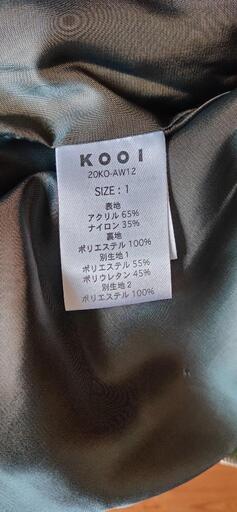 KOOI
20KO-AW12
SIZE : 1
表地
アクリル 65%
ナイロン 35%
裏地
ポリエステル 100%
別生地 1
ポリエステル 55%
ポリウレタン 45%
別生地 2
ポリエステル 100%